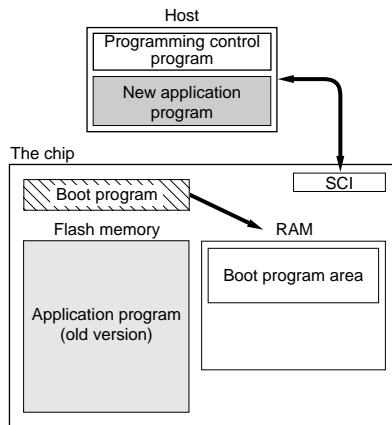 Host
Programming control
program
New application
program
The chip
SCI
Boot program
Flash memory
RAM
Boot program area
Application program
(old version)